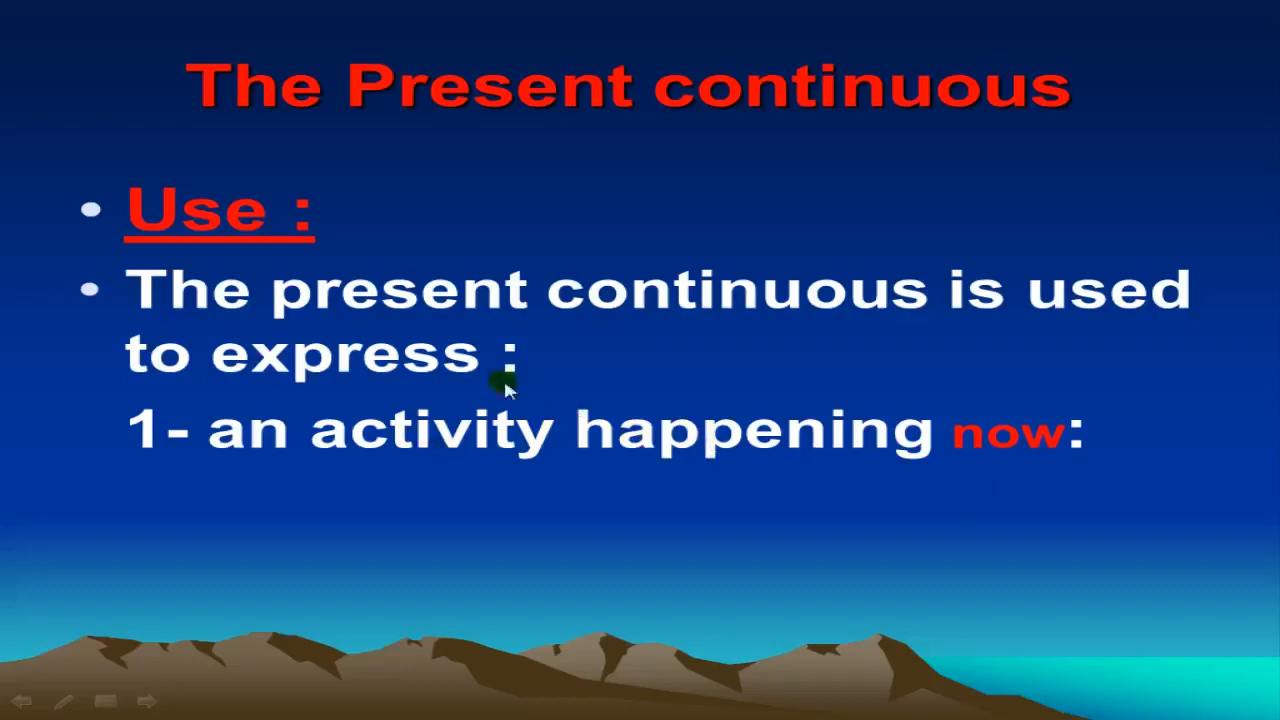 The Present continuous
• Use :
• The present continuous is used
to express :
1- an activity happening now: